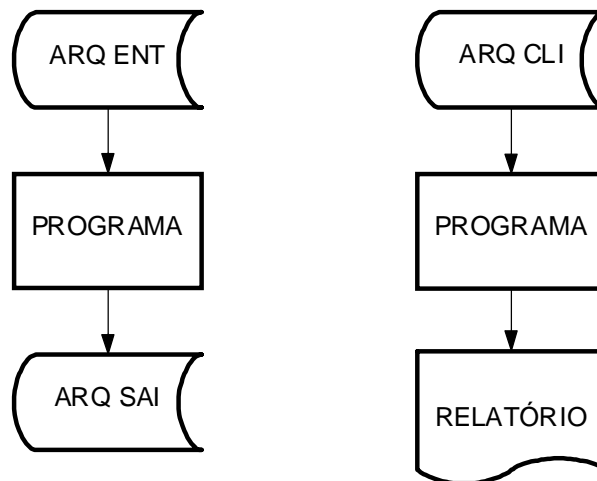 ARQ ENT
PROGRAMA
ARQ SAI
ARQ CLI
PROGRAMA
RELATÓRIO